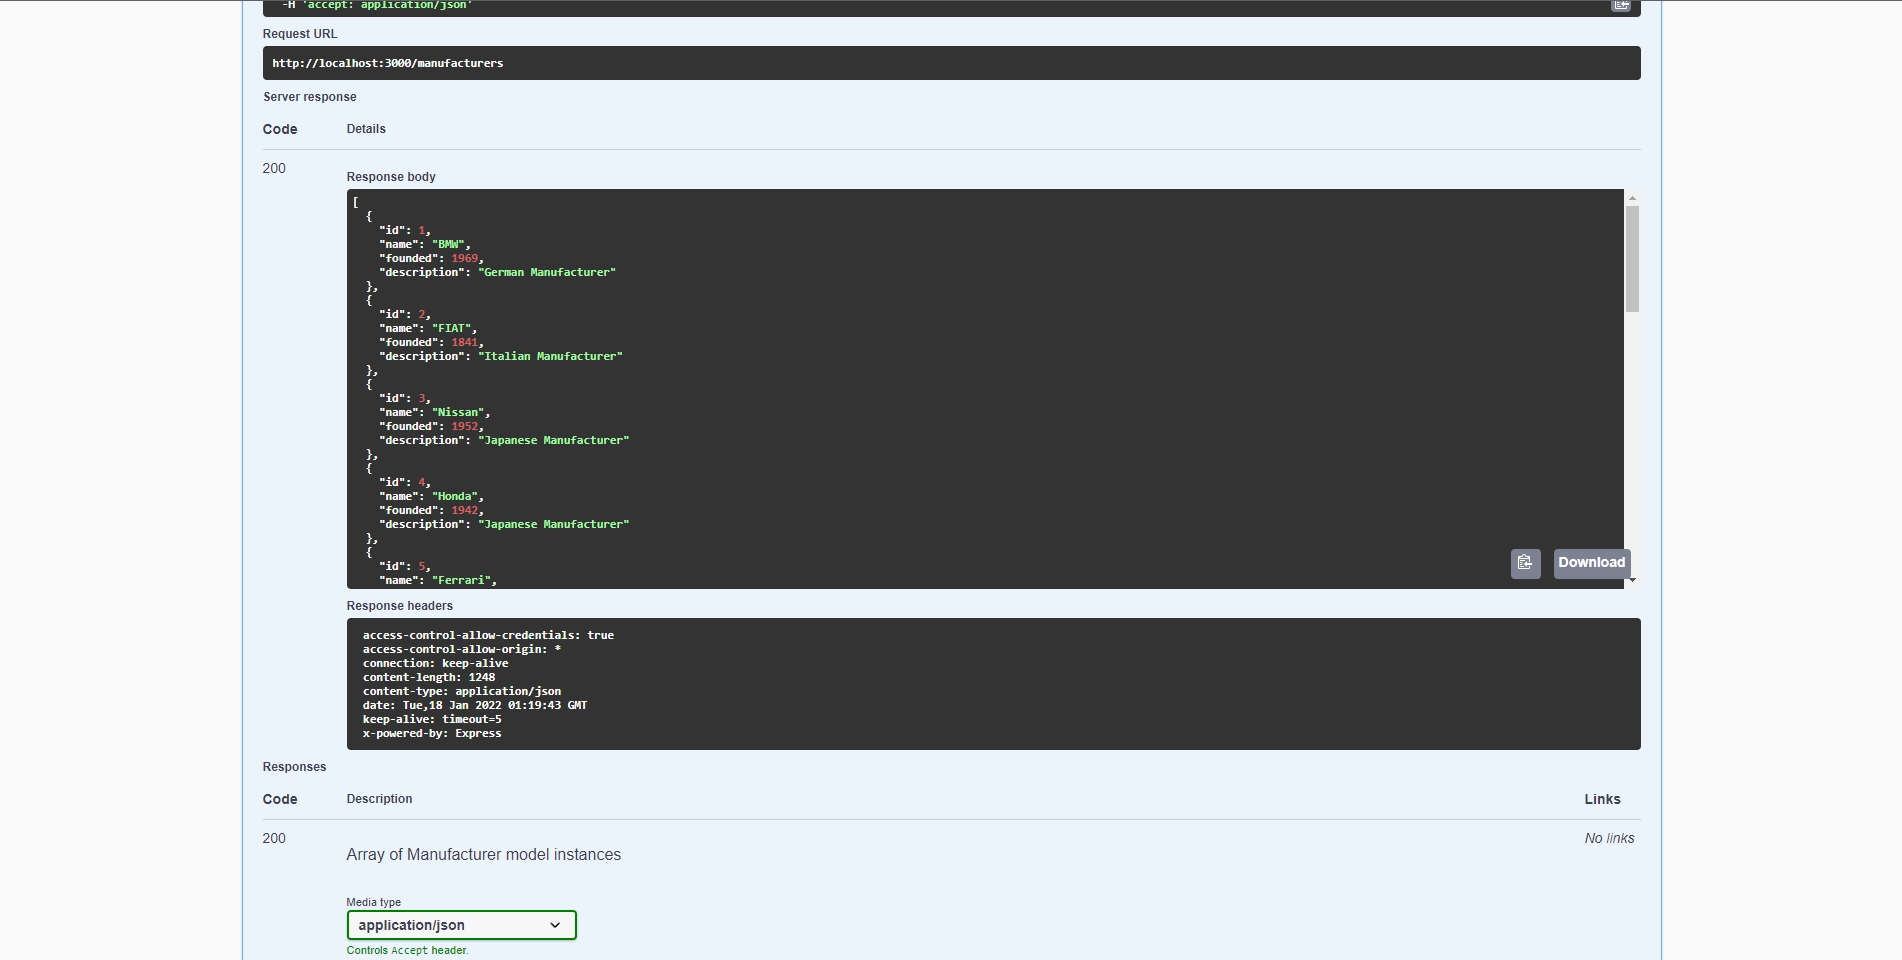 -H 'accept: application/json'
Request URL
http://localhost:3000/manufacturers
Server response
Code Details
200
Response body
[
  {
    "id": 1,
    "name": "BMW",
    "founded": 1969,
    "description": "German Manufacturer"
  },
  {
    "id": 2,
    "name": "FIAT",
    "founded": 1841,
    "description": "Italian Manufacturer"
  },
  {
    "id": 3,
    "name": "Nissan",
    "founded": 1952,
    "description": "Japanese Manufacturer"
  },
  {
    "id": 4,
    "name": "Honda",
    "founded": 1942,
    "description": "Japanese Manufacturer"
  },
  {
    "id": 5,
    "name": "Ferrari",
Download
Response headers
access-control-allow-credentials: true
access-control-allow-origin: *
connection: keep-alive
content-length: 1248
content-type: application/json
date: Tue,18 Jan 2022 01:19:43 GMT
keep-alive: timeout=5
x-powered-by: Express
Responses
Code Description Links
200 No links
Array of Manufacturer model instances
Media type
application/json
Controls Accept header.